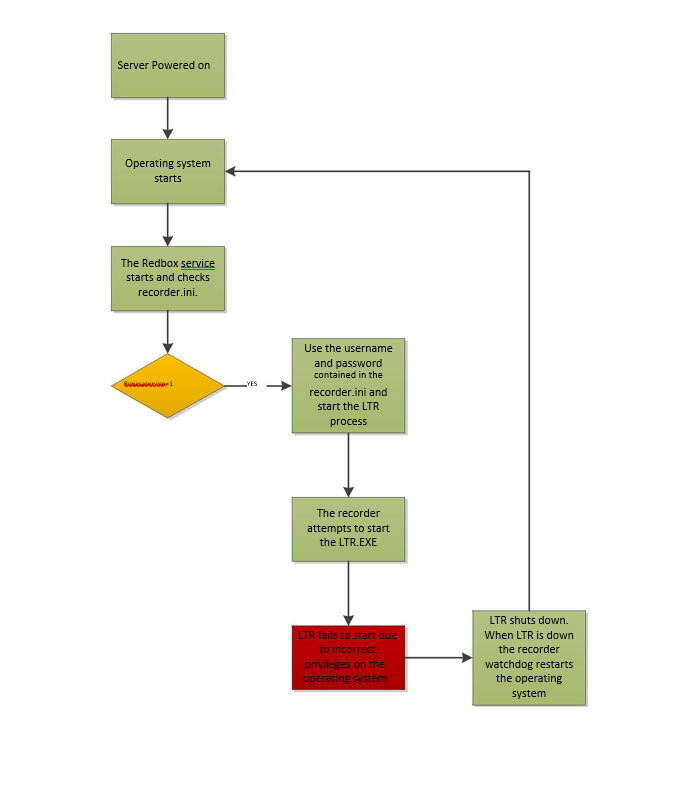 Server Powered on
Operating system
starts
The Redbox service
starts and checks
recorder.ini.
Runasservice=1
YES
Use the username
and password
contained in the
recorder.ini and
start the LTR
process
The recorder
attempts to start
the LTR.EXE
LTR fails to start due
to incorrect
privileges on the
operating system
LTR shuts down.
When LTR is down
the recorder
watchdog restarts
the operating
system